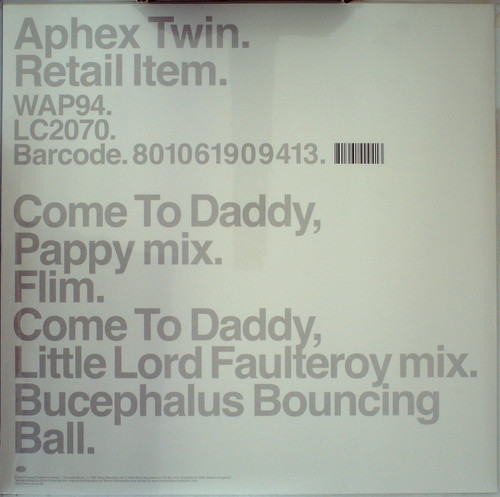 Aphex Twin.
Retail Item.
WAP94.
LC2070.
Barcode. 801061909413.
Come To Daddy,
Pappy mix.
Flim.
Come To Daddy,
Little Lord Faulteroy mix.
Bucephalus Bouncing
Ball.